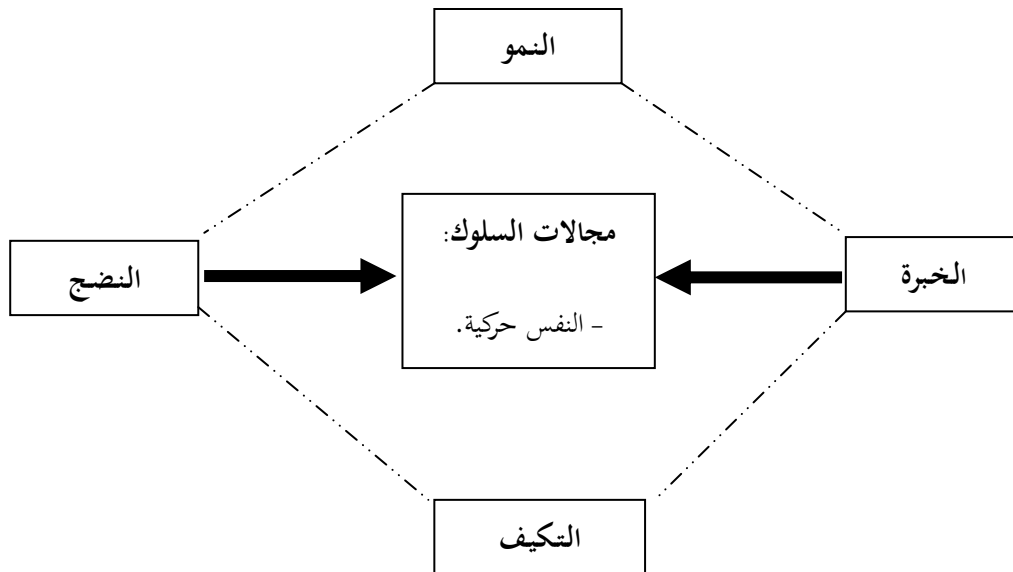 النمو
مجالات السلوك:
الخبرة
النضج
– النفس حركية.
التكيف